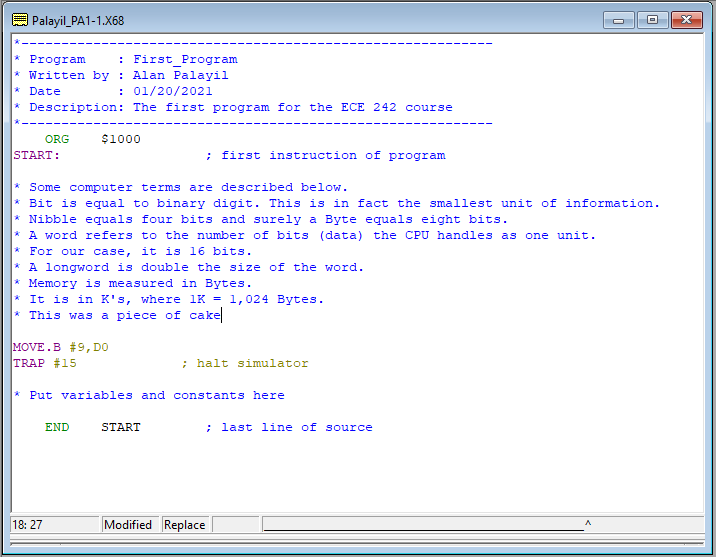 Palayil_PA1-1.X68
*-----------------------------------------------------------
* Program    : First_Program
* Written by : Alan Palayil
* Date       : 01/20/2021
* Description: The first program for the ECE 242 course
*-----------------------------------------------------------
    ORG    $1000
START:                  ; first instruction of program
* Some computer terms are described below.
* Bit is equal to binary digit. This is in fact the smallest unit of information.
* Nibble equals four bits and surely a Byte equals eight bits.
* A word refers to the number of bits (data) the CPU handles as one unit.
* For our case, it is 16 bits.
* A longword is double the size of the word.
* Memory is measured in Bytes.
* It is in K's, where 1K = 1,024 Bytes.
* This was a piece of cake
MOVE.B #9,D0
TRAP #15             ; halt simulator
* Put variables and constants here
    END    START        ; last line of source
18: 27 Modified Replace ^